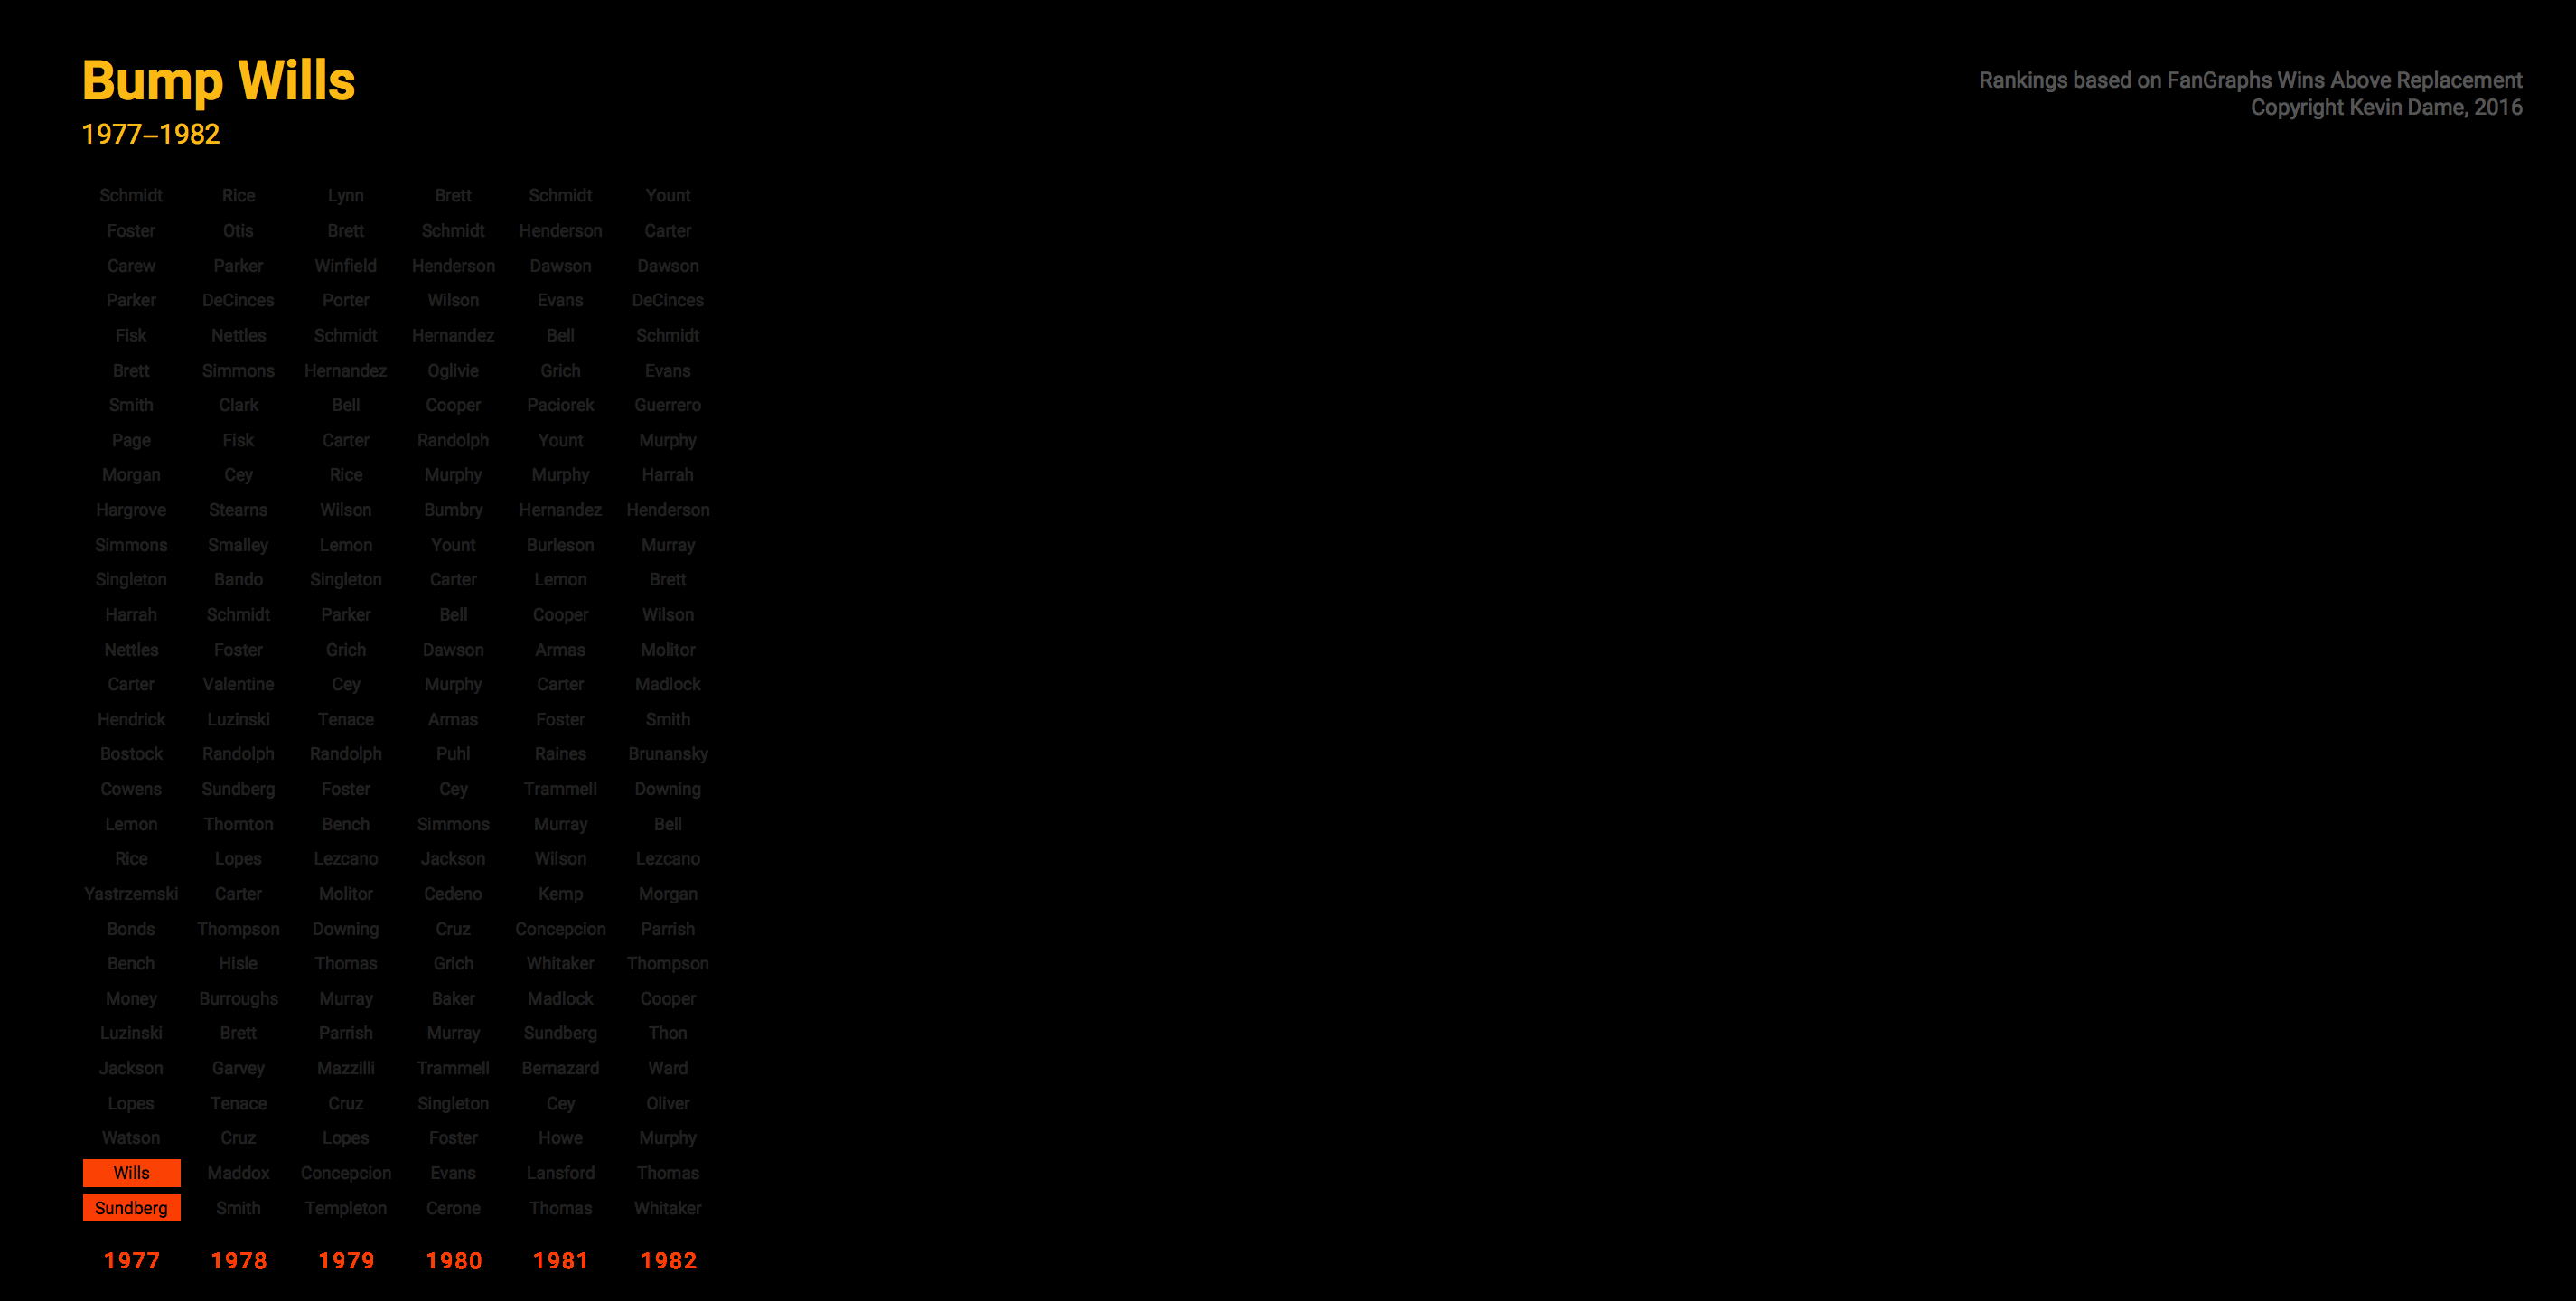 Bump Wills
1977–1982
Rankings based on FanGraphs Wins Above Replacement
Copyright Kevin Dame, 2016
Schmidt Rice Lynn Brett Schmidt Yount
Foster Otis Brett Schmidt Henderson Carter
Carew Parker Winfield Henderson Dawson Dawson
Parker DeCinces Porter Wilson Evans DeCinces
Fisk Nettles Schmidt Hernandez Bell Schmidt
Brett Simmons Hernandez Oglivie Grich Evans
Smith Clark Bell Cooper Paciorek Guerrero
Page Fisk Carter Randolph Yount Murphy
Morgan Cey Rice Murphy Murphy Harrah
Hargrove Stearns Wilson Bumbry Hernandez Henderson
Simmons Smalley Lemon Yount Burleson Murray
Singleton Bando Singleton Carter Lemon Brett
Harrah Schmidt Parker Bell Cooper Wilson
Nettles Foster Grich Dawson Armas Molitor
Carter Valentine Cey Murphy Carter Madlock
Hendrick Luzinski Tenace Armas Foster Smith
Bostock Randolph Randolph Puhl Raines Brunansky
Cowens Sundberg Foster Cey Trammell Downing
Lemon Thornton Bench Simmons Murray Bell
Rice Lopes Lezcano Jackson Wilson Lezcano
Yastrzemski Carter Molitor Cedeno Kemp Morgan
Bonds Thompson Downing Cruz Concepcion Parrish
Bench Hisle Thomas Grich Whitaker Thompson
Money Burroughs Murray Baker Madlock Cooper
Luzinski Brett Parrish Murray Sundberg Thon
Jackson Garvey Mazzilli Trammell Bernazard Ward
Lopes Tenace Cruz Singleton Cey Oliver
Watson Cruz Lopes Foster Howe Murphy
Wills Maddox Concepcion Evans Lansford Thomas
Sundberg Smith Templeton Cerone Thomas Whitaker
1977 1978 1979 1980 1981 1982